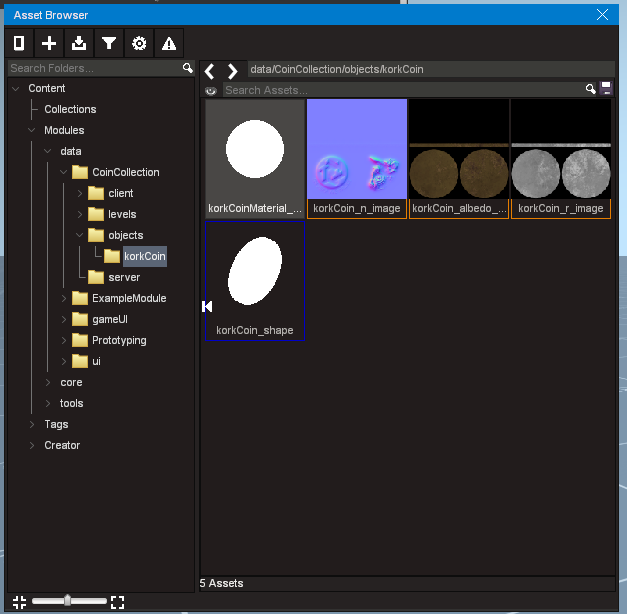 Asset Browser
Search Folders...
data/CoinCollection/objects/korkCoin
Search Assets...
Content
Collections
Modules
data
CoinCollection
client
levels
objects
korkCoin
server
ExampleModule
gameUI
Prototyping
ui
core
tools
Tags
Creator
korkCoinMaterial_...
korkCoin_n_image
korkCoin_albedo_...
korkCoin_r_image
korkCoin_shape
5 Assets